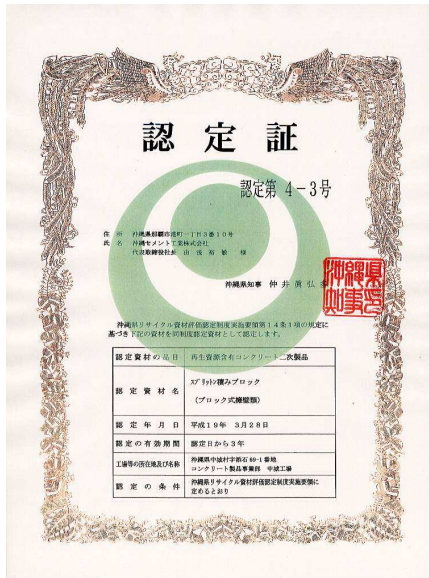 認定証
認定第 4-3号
住 所 沖縄県那覇市港町一丁目3番10号
氏 名 沖縄セメント工業株式会社
代表取締役社長 山 後 裕 繁
沖縄県知事 仲井眞弘多
沖縄県リサイクル資材評価認定制度実施要領第14条1項の規定に
基づき下記の資材を同制度認定資材として認定します。
認定資材の品目 再生資源含有コンクリート二次製品
認定資材名 ｽﾌﾟﾘｯﾄﾝ積みブロック
(ブロック式擁壁類)
認定年月日 平成19年 3月28日
認定の有効期間 認定日から3年
工場等の所在地及び名称 沖縄県中城村字 69-1番地
コンクリート製品事業部 中城工場
認定の条件 沖縄県リサイクル資材評価認定制度実施要領に
定めるとおり